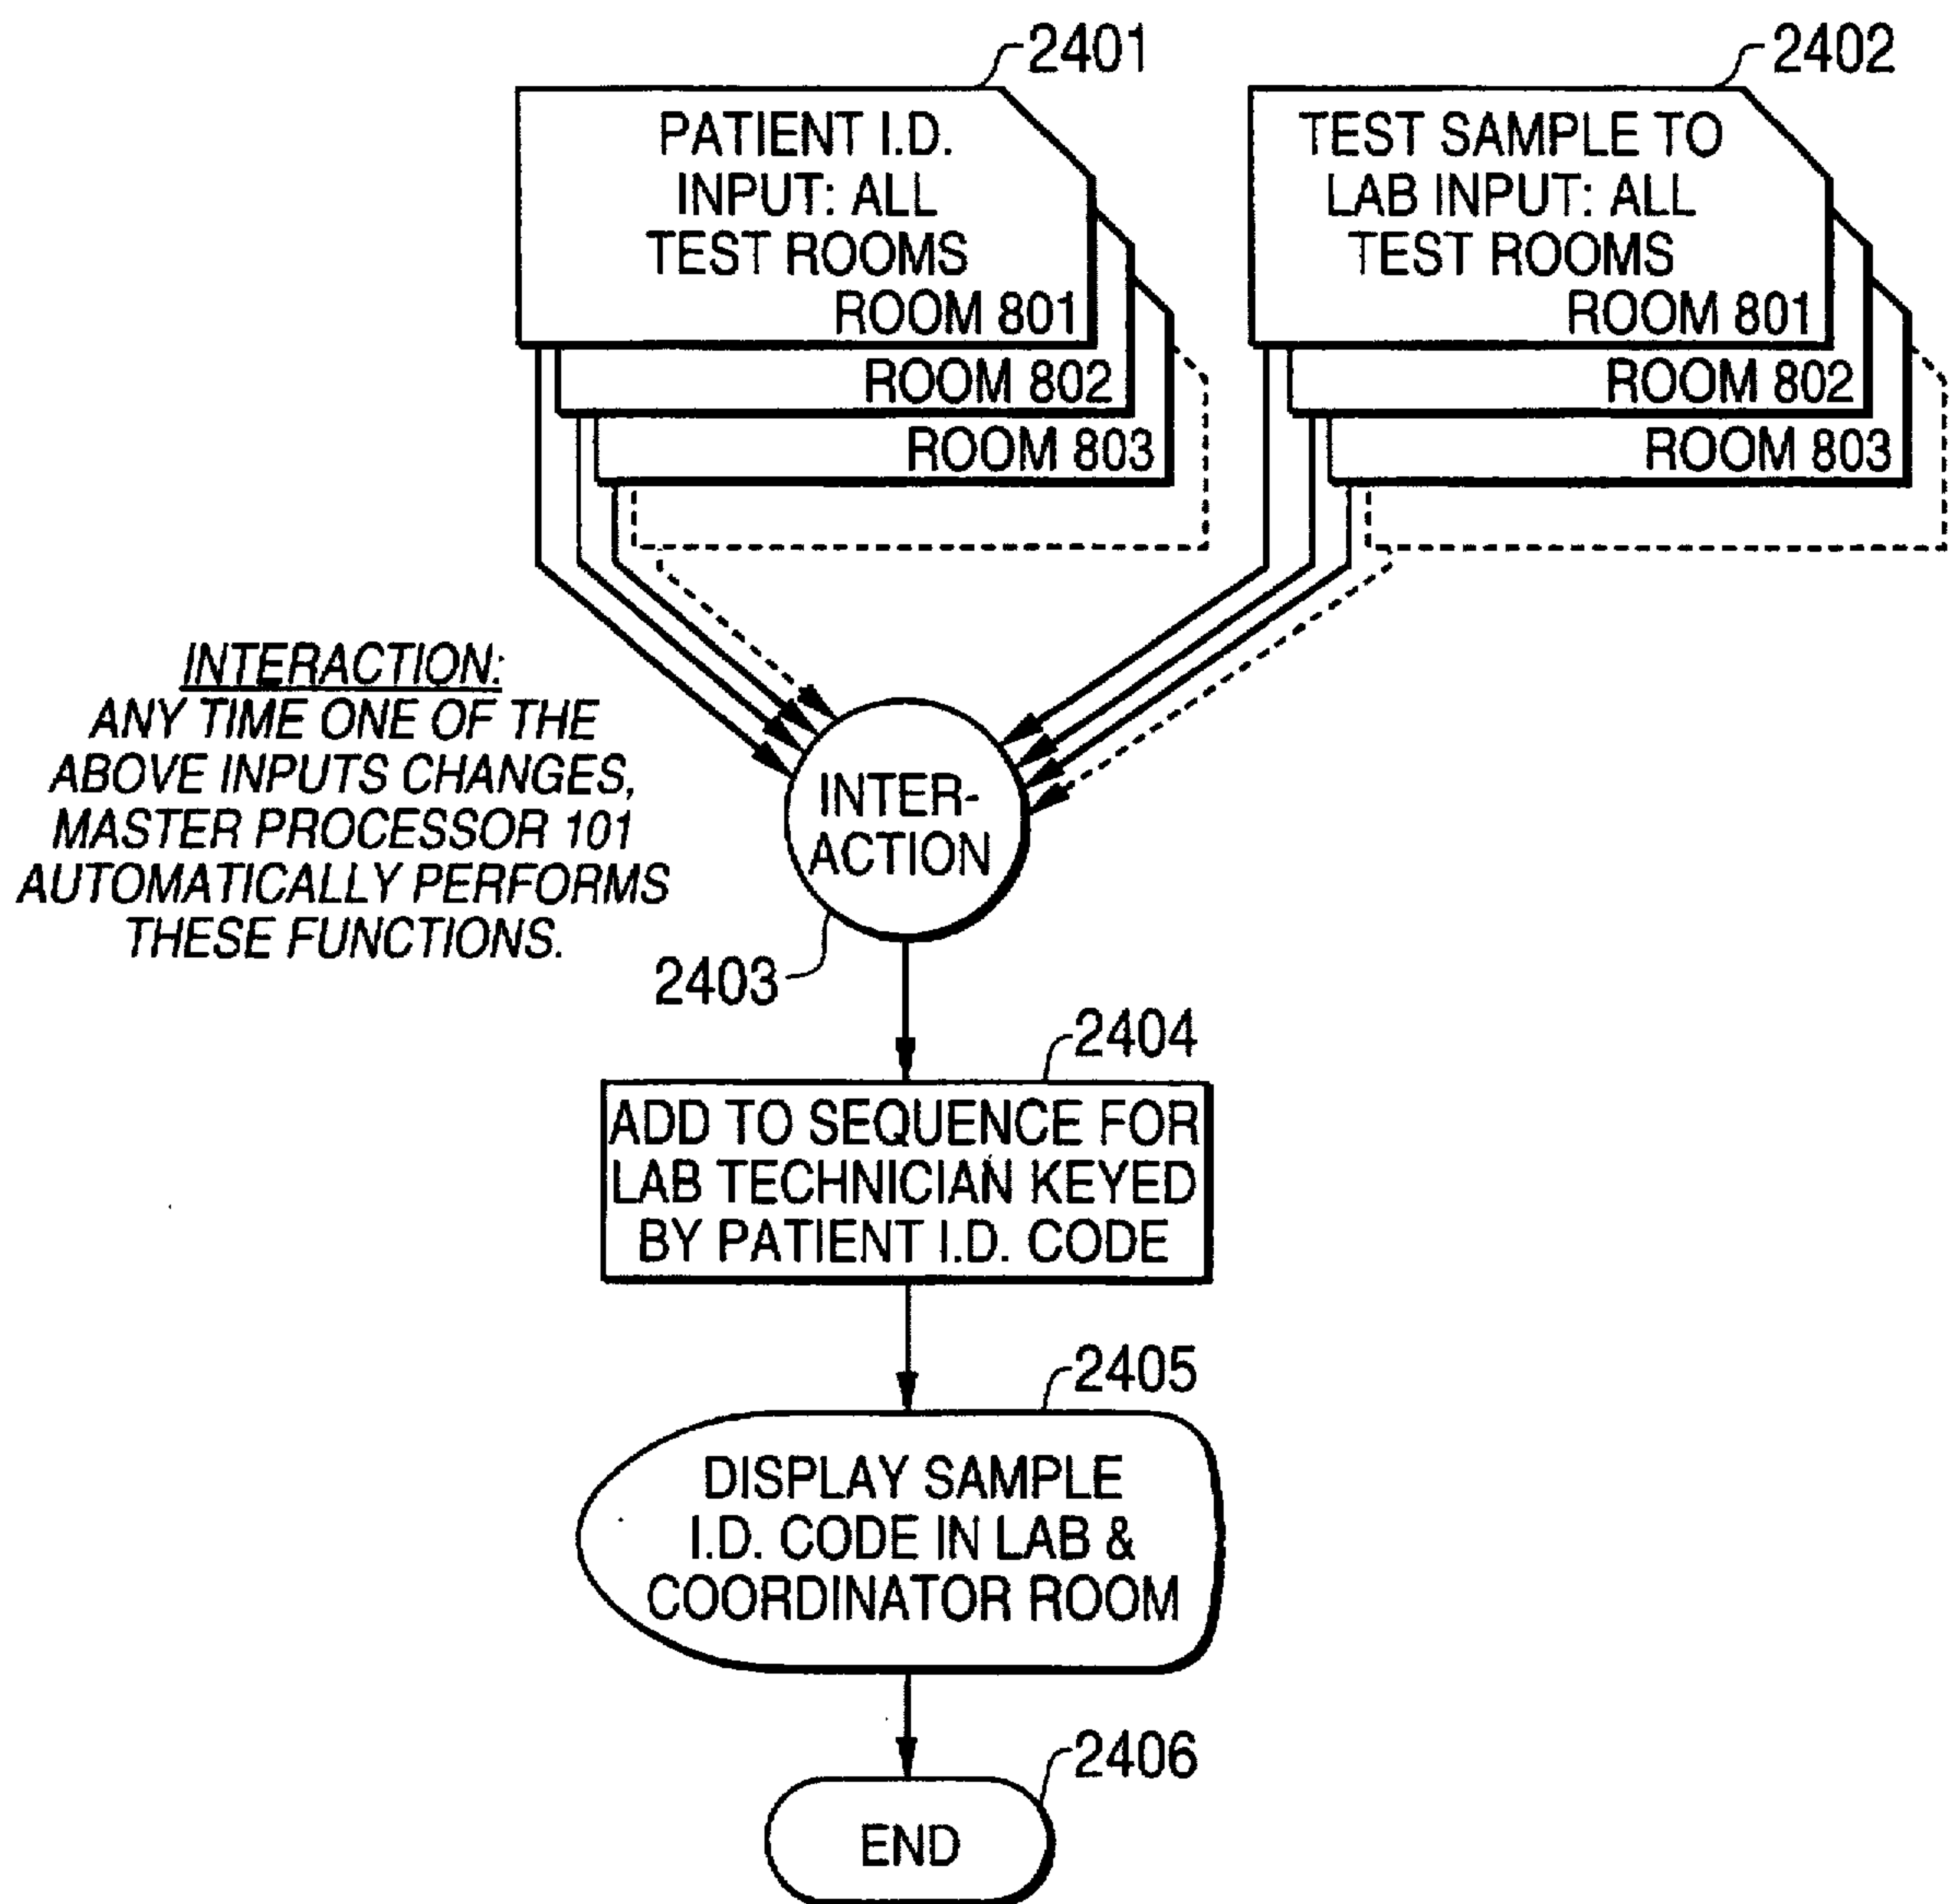 2401
PATIENT I.D.
INPUT: ALL
TEST ROOMS
ROOM 801
ROOM 802
ROOM 803
2402
TEST SAMPLE TO
LAB INPUT: ALL
TEST ROOMS
ROOM 801
ROOM 802
ROOM 803
INTERACTION:
ANY TIME ONE OF THE
ABOVE INPUTS CHANGES,
MASTER PROCESSOR 101
AUTOMATICALLY PERFORMS
THESE FUNCTIONS.
INTER-
ACTION
2403
2404
ADD TO SEQUENCE FOR
LAB TECHNICIAN KEYED
BY PATIENT I.D. CODE
2405
DISPLAY SAMPLE
I.D. CODE IN LAB &
COORDINATOR ROOM
2406
END